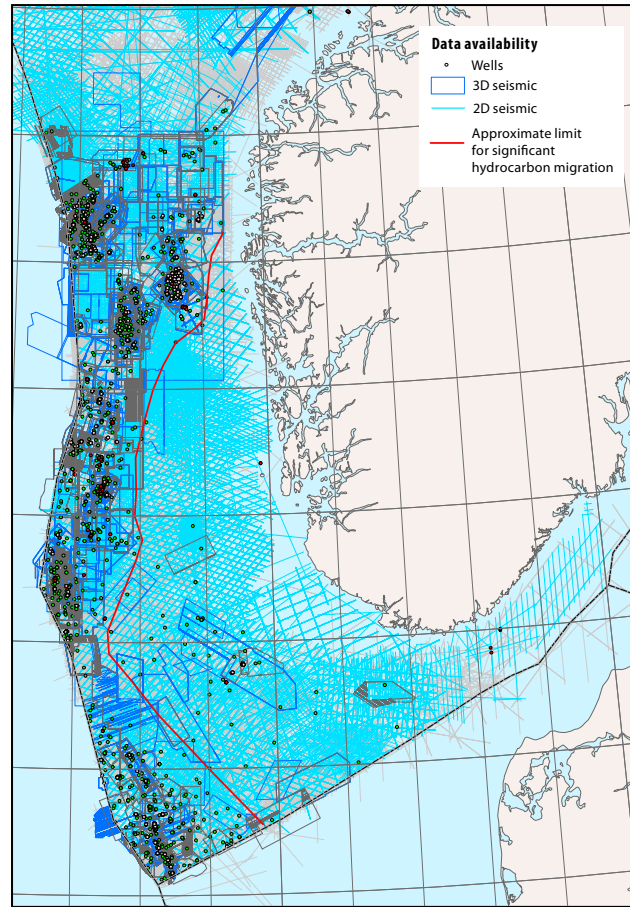 Data availability
Wells
3D seismic
2D seismic
Approximate limit
for significant
hydrocarbon migration